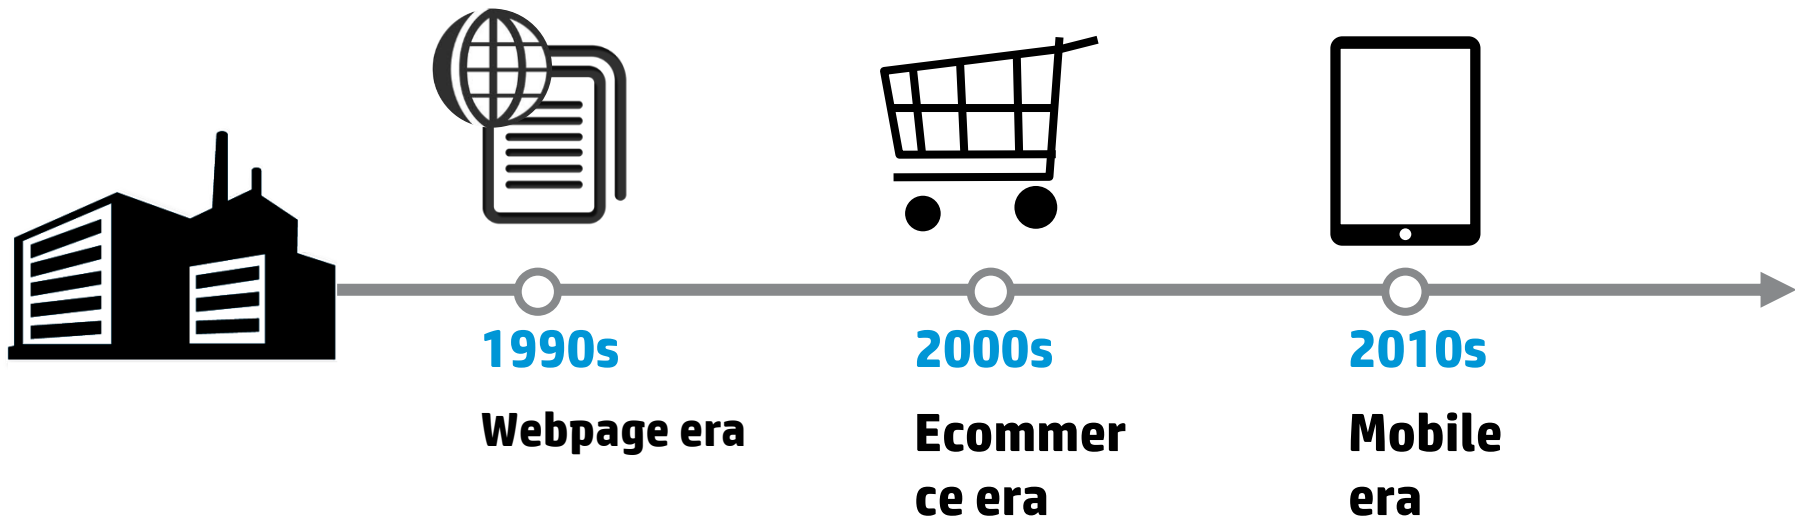 1990s
Webpage era
2000s
Ecommer
ce era
2010s
Mobile
era